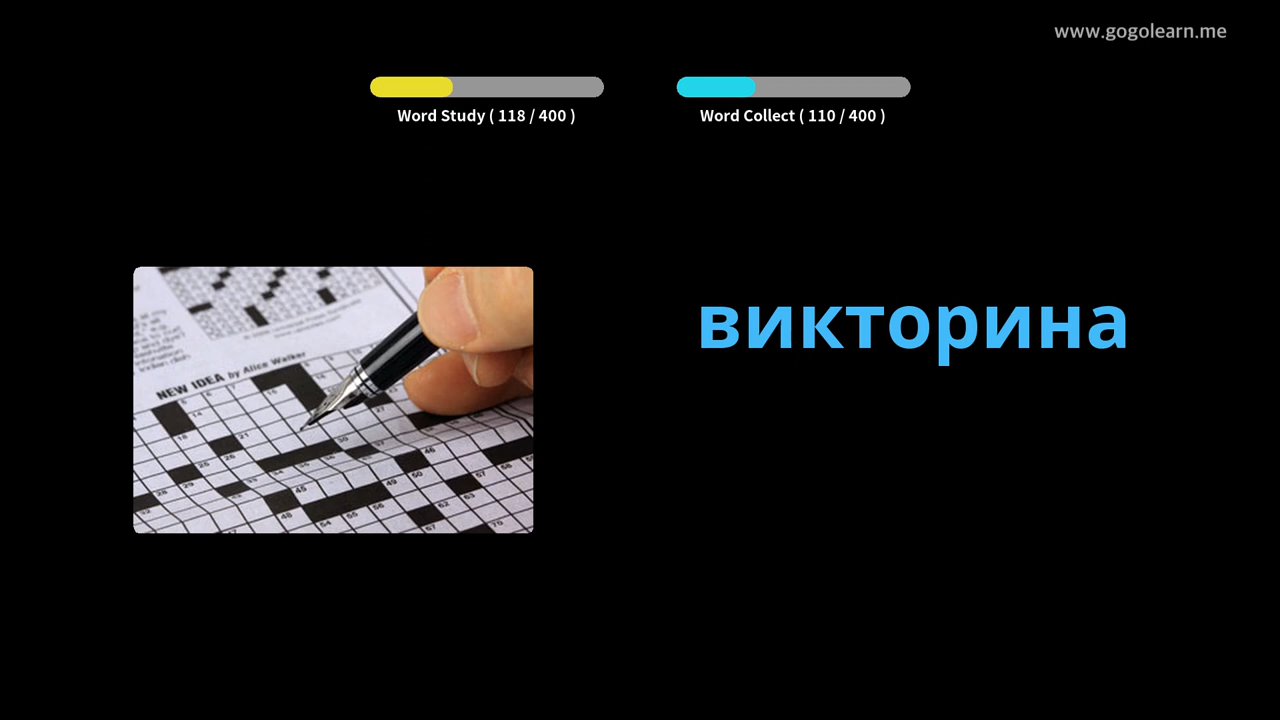 www.gogolearn.me
Word Study ( 118 / 400 )
Word Collect ( 110 / 400 )
викторина
NEW IDEA by Alice Walker